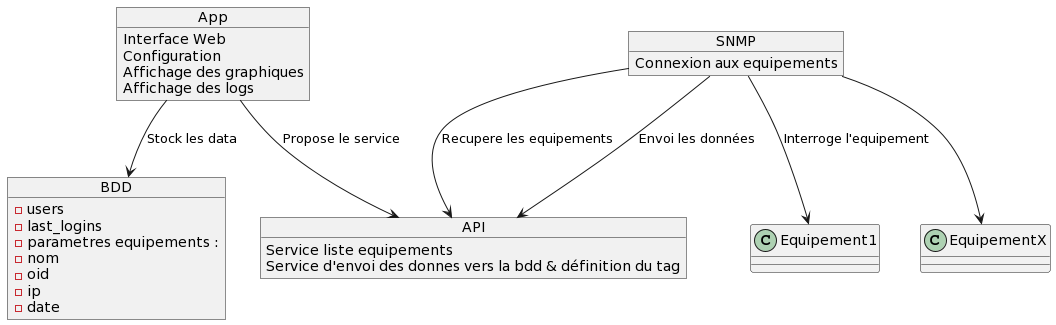 App
Interface Web
Configuration
Affichage des graphiques
Affichage des logs
SNMP
Connexion aux equipements
Stock les data
Propose le service
Recupere les equipements
Envoi les données
Interroge l'equipement
BDD
users
last_logins
parametres equipements :
nom
oid
ip
date
API
Service liste equipements
Service d'envoi des donnes vers la bdd & définition du tag
C Equipement1
C EquipementX